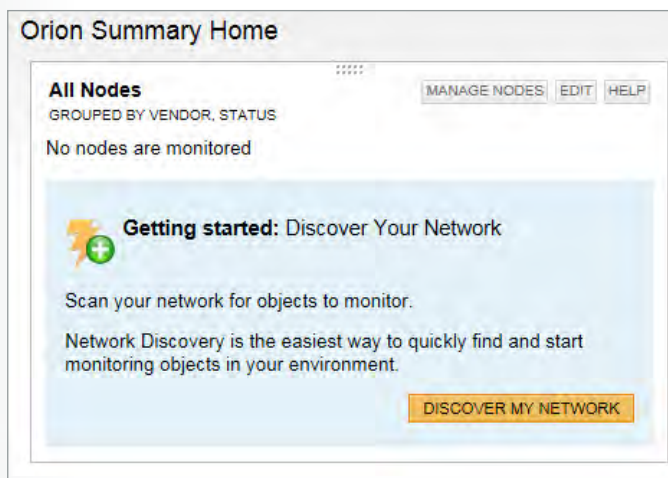 Orion Summary Home
All Nodes
MANAGE NODES EDIT HELP
GROUPED BY VENDOR, STATUS
No nodes are monitored
Getting started: Discover Your Network
Scan your network for objects to monitor.
Network Discovery is the easiest way to quickly find and start
monitoring objects in your environment.
DISCOVER MY NETWORK